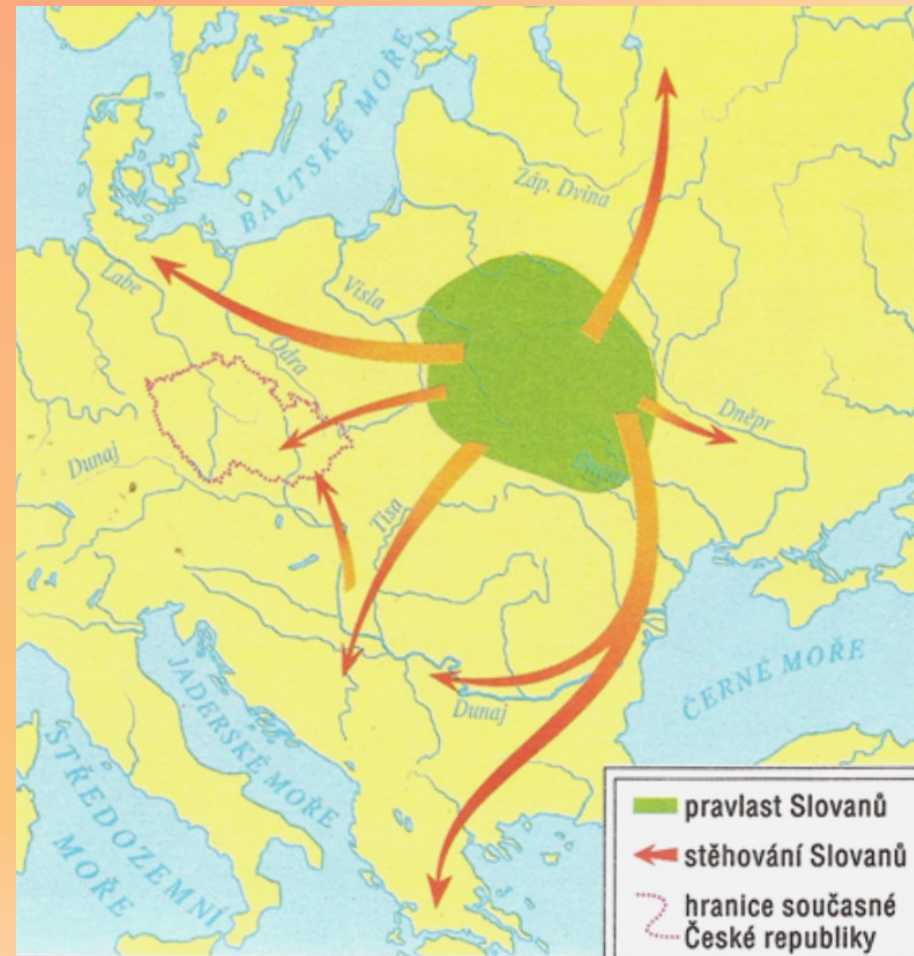 BALTSKÉ MOŘE
Záp. Dvina
Labe
Visla
Odra
Dněpr
Dunaj
Dněstr
Tisa
JADERSKÉ MOŘE
Dunaj
ČERNÉ MOŘE
STŘEDOZEMNÍ
MOŘE
pravlast Slovanů
stěhování Slovanů
hranice současné
České republiky